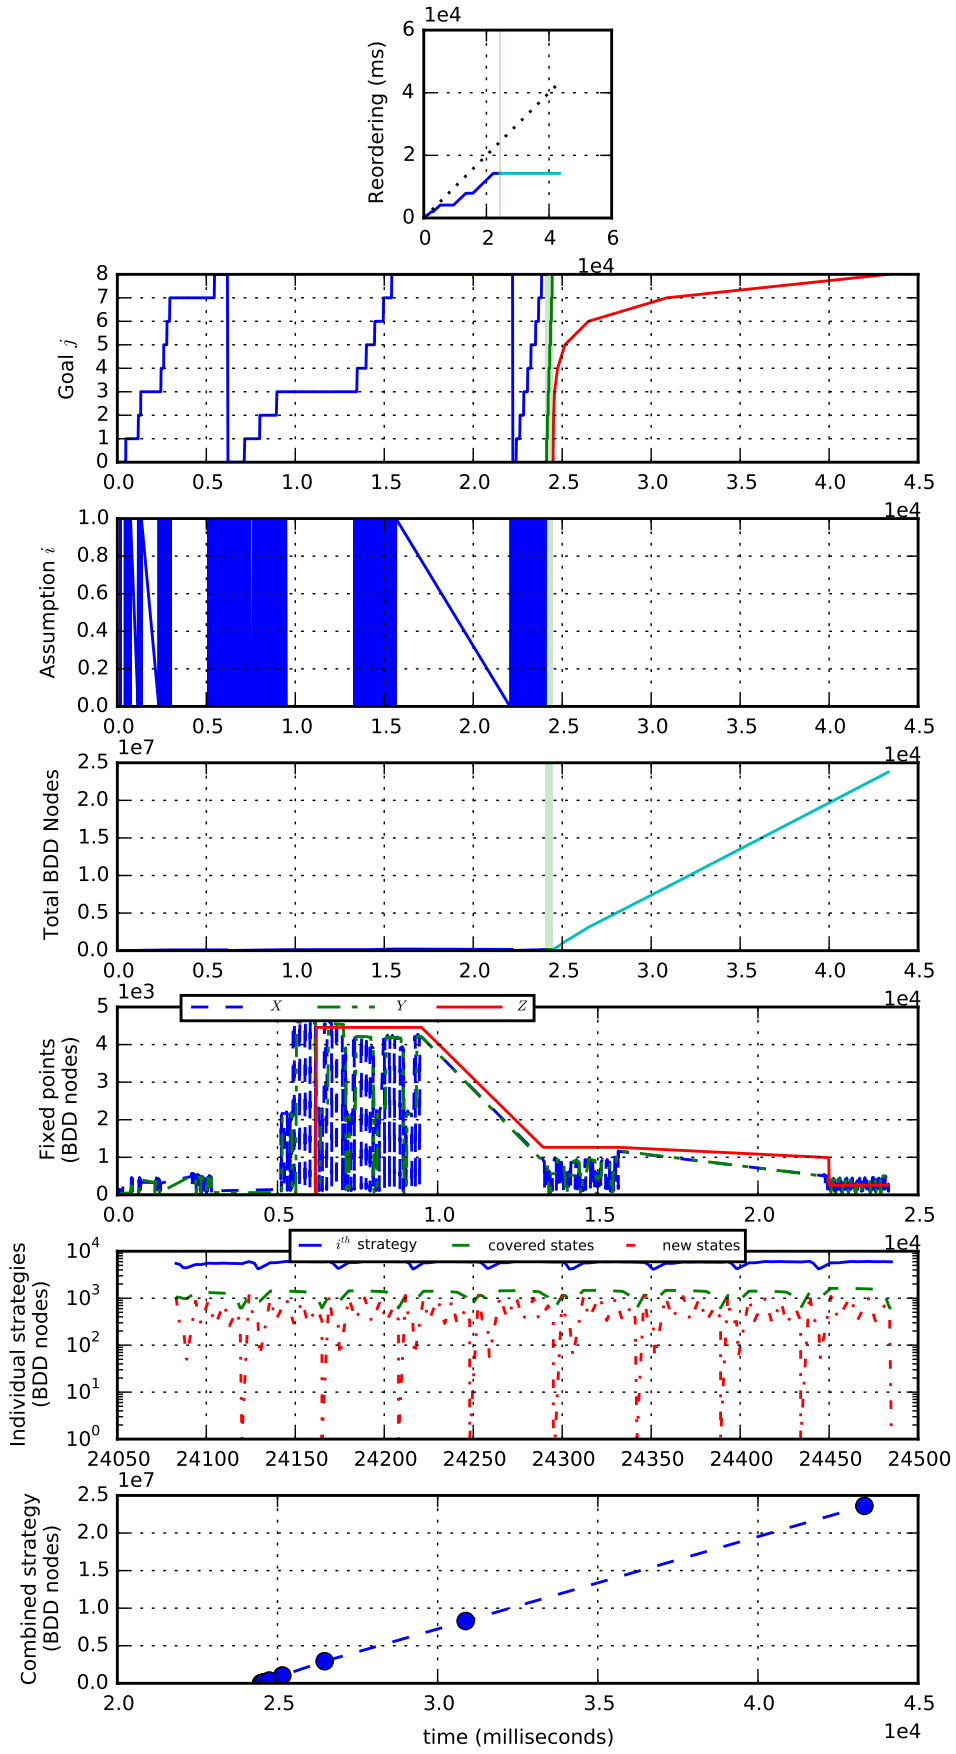 1e4
6
4
2
0
Reordering (ms)
0 2 4 6
1e4
8
7
6
5
4
3
2
1
0
Goal j
0.0 0.5 1.0 1.5 2.0 2.5 3.0 3.5 4.0 4.5
1e4
1.0
0.8
0.6
0.4
0.2
0.0
Assumption i
0.0 0.5 1.0 1.5 2.0 2.5 3.0 3.5 4.0 4.5
1e4
1e7
2.5
2.0
1.5
1.0
0.5
0.0
Total BDD Nodes
0.0 0.5 1.0 1.5 2.0 2.5 3.0 3.5 4.0 4.5
1e4
1e3
X Y Z
5
4
3
2
1
0
Fixed points
(BDD nodes)
0.0 0.5 1.0 1.5 2.0 2.5
1e4
i^th strategy covered states new states
10^4
10^3
10^2
10^1
10^0
Individual strategies
(BDD nodes)
24050 24100 24150 24200 24250 24300 24350 24400 24450 24500
1e7
2.5
2.0
1.5
1.0
0.5
0.0
Combined strategy
(BDD nodes)
2.0 2.5 3.0 3.5 4.0 4.5
1e4
time (milliseconds)